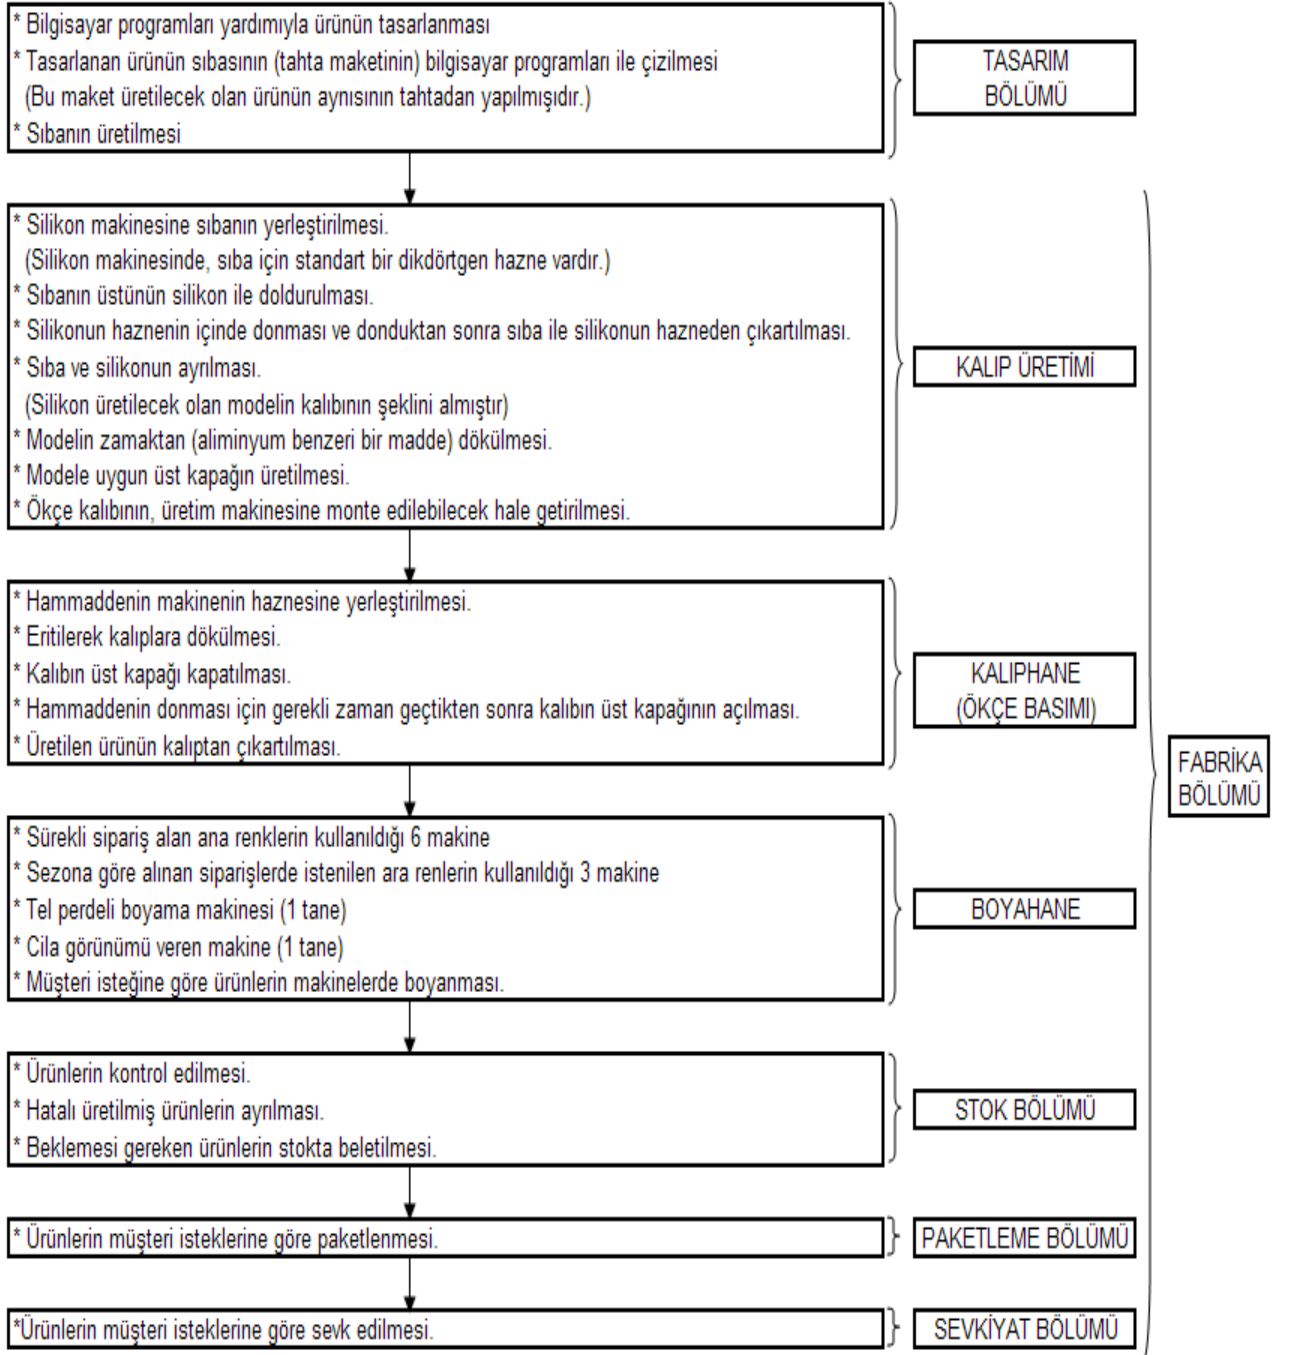 * Bilgisayar programları yardımıyla ürünün tasarlanması
* Tasarlanan ürünün sıbasının (tahta maketinin) bilgisayar programları ile çizilmesi
(Bu maket üretilecek olan ürünün aynısının tahtadan yapılmışıdır.)
* Sıbanın üretilmesi
TASARIM
BÖLÜMÜ
* Silikon makinesine sıbanın yerleştirilmesi.
(Silikon makinesinde, sıba için standart bir dikdörtgen hazne vardır.)
* Sıbanın üstünün silikon ile doldurulması.
* Silikonun haznenin içinde donması ve donduktan sonra sıba ile silikonun hazneden çıkartılması.
* Sıba ve silikonun ayrılması.
(Silikon üretilecek olan modelin kalıbının şeklini almıştır)
* Modelin zamaktan (aliminyum benzeri bir madde) dökülmesi.
* Modele uygun üst kapağın üretilmesi.
* Ökçe kalıbının, üretim makinesine monte edilebilecek hale getirilmesi.
KALIP ÜRETİMİ
* Hammaddenin makinenin haznesine yerleştirilmesi.
* Eritilerek kalıplara dökülmesi.
* Kalıbın üst kapağı kapatılması.
* Hammaddenin donması için gerekli zaman geçtikten sonra kalıbın üst kapağının açılması.
* Üretilen ürünün kalıptan çıkartılması.
KALIPHANE
(ÖKÇE BASIMI)
FABRİKA
BÖLÜMÜ
* Sürekli sipariş alan ana renklerin kullanıldığı 6 makine
* Sezona göre alınan siparişlerde istenilen ara renlerin kullanıldığı 3 makine
* Tel perdeli boyama makinesi (1 tane)
* Cila görünümü veren makine (1 tane)
* Müşteri isteğine göre ürünlerin makinelerde boyanması.
BOYAHANE
* Ürünlerin kontrol edilmesi.
* Hatalı üretilmiş ürünlerin ayrılması.
* Beklemesi gereken ürünlerin stokta beletilmesi.
STOK BÖLÜMÜ
* Ürünlerin müşteri isteklerine göre paketlenmesi.
PAKETLEME BÖLÜMÜ
*Ürünlerin müşteri isteklerine göre sevk edilmesi.
SEVKİYAT BÖLÜMÜ